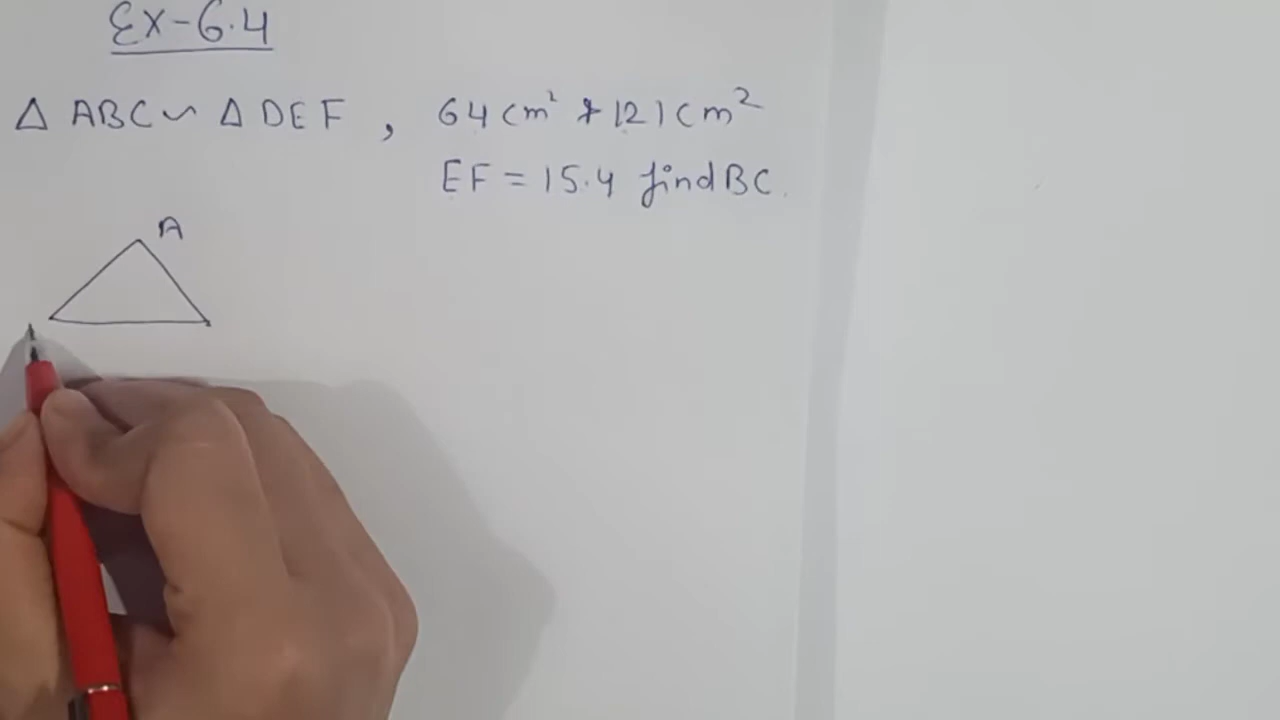 Ex-6.4
Δ ABC ~ Δ DEF , 64 cm² & 121 cm²
EF = 15.4 find BC.
A